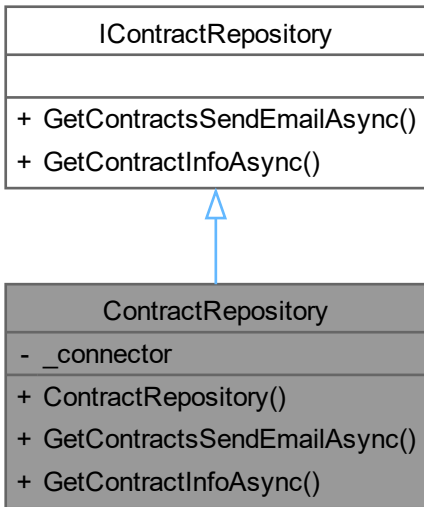 IContractRepository
+ GetContractsSendEmailAsync()
+ GetContractInfoAsync()
ContractRepository
- _connector
+ ContractRepository()
+ GetContractsSendEmailAsync()
+ GetContractInfoAsync()